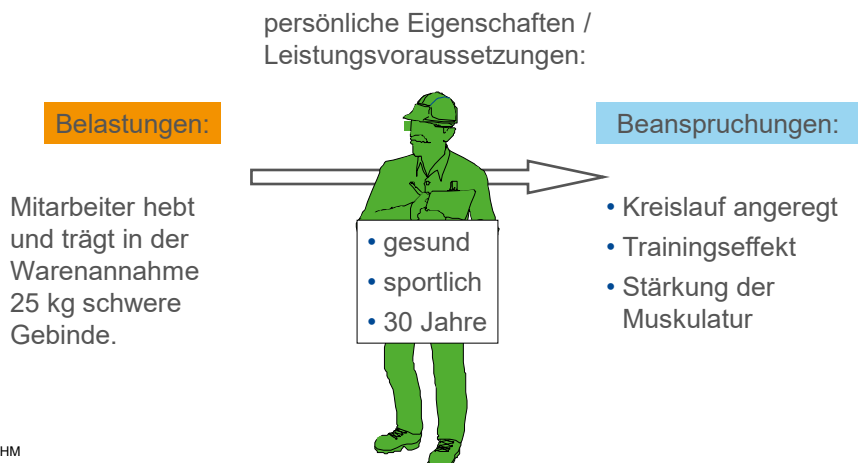 persönliche Eigenschaften /
Leistungsvoraussetzungen:
Belastungen:
Mitarbeiter hebt
und trägt in der
Warenannahme
25 kg schwere
Gebinde.
• gesund
• sportlich
• 30 Jahre
Beanspruchungen:
• Kreislauf angeregt
• Trainingseffekt
• Stärkung der
Muskulatur
HM